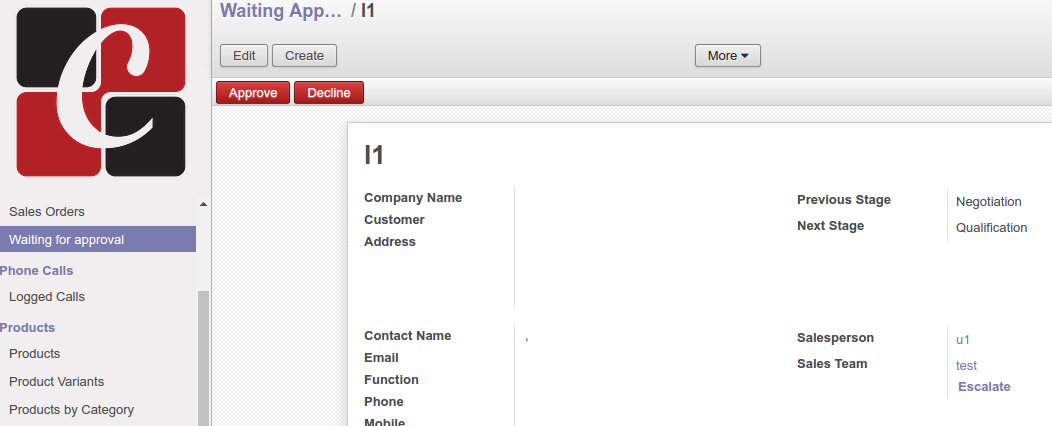 C
Waiting App... / l1
Edit Create More
Approve Decline
l1
Sales Orders
Waiting for approval
Phone Calls
Logged Calls
Products
Products
Product Variants
Products by Category
Company Name
Customer
Address
Previous Stage Negotiation
Next Stage Qualification
Contact Name ,
Email
Function
Phone
Mobile
Salesperson u1
Sales Team test
Escalate